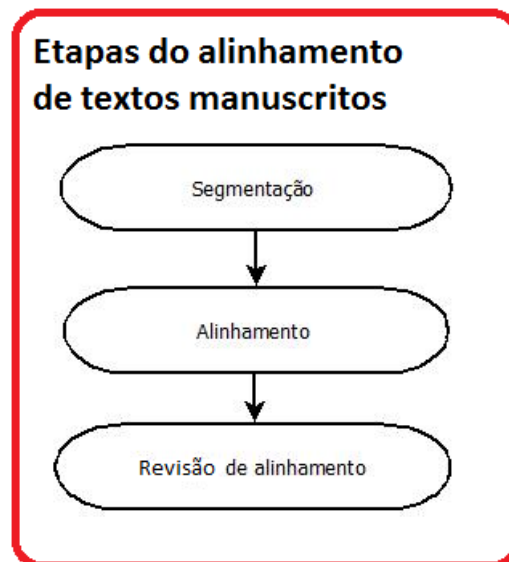 Etapas do alinhamento
de textos manuscritos
Segmentação
Alinhamento
Revisão de alinhamento